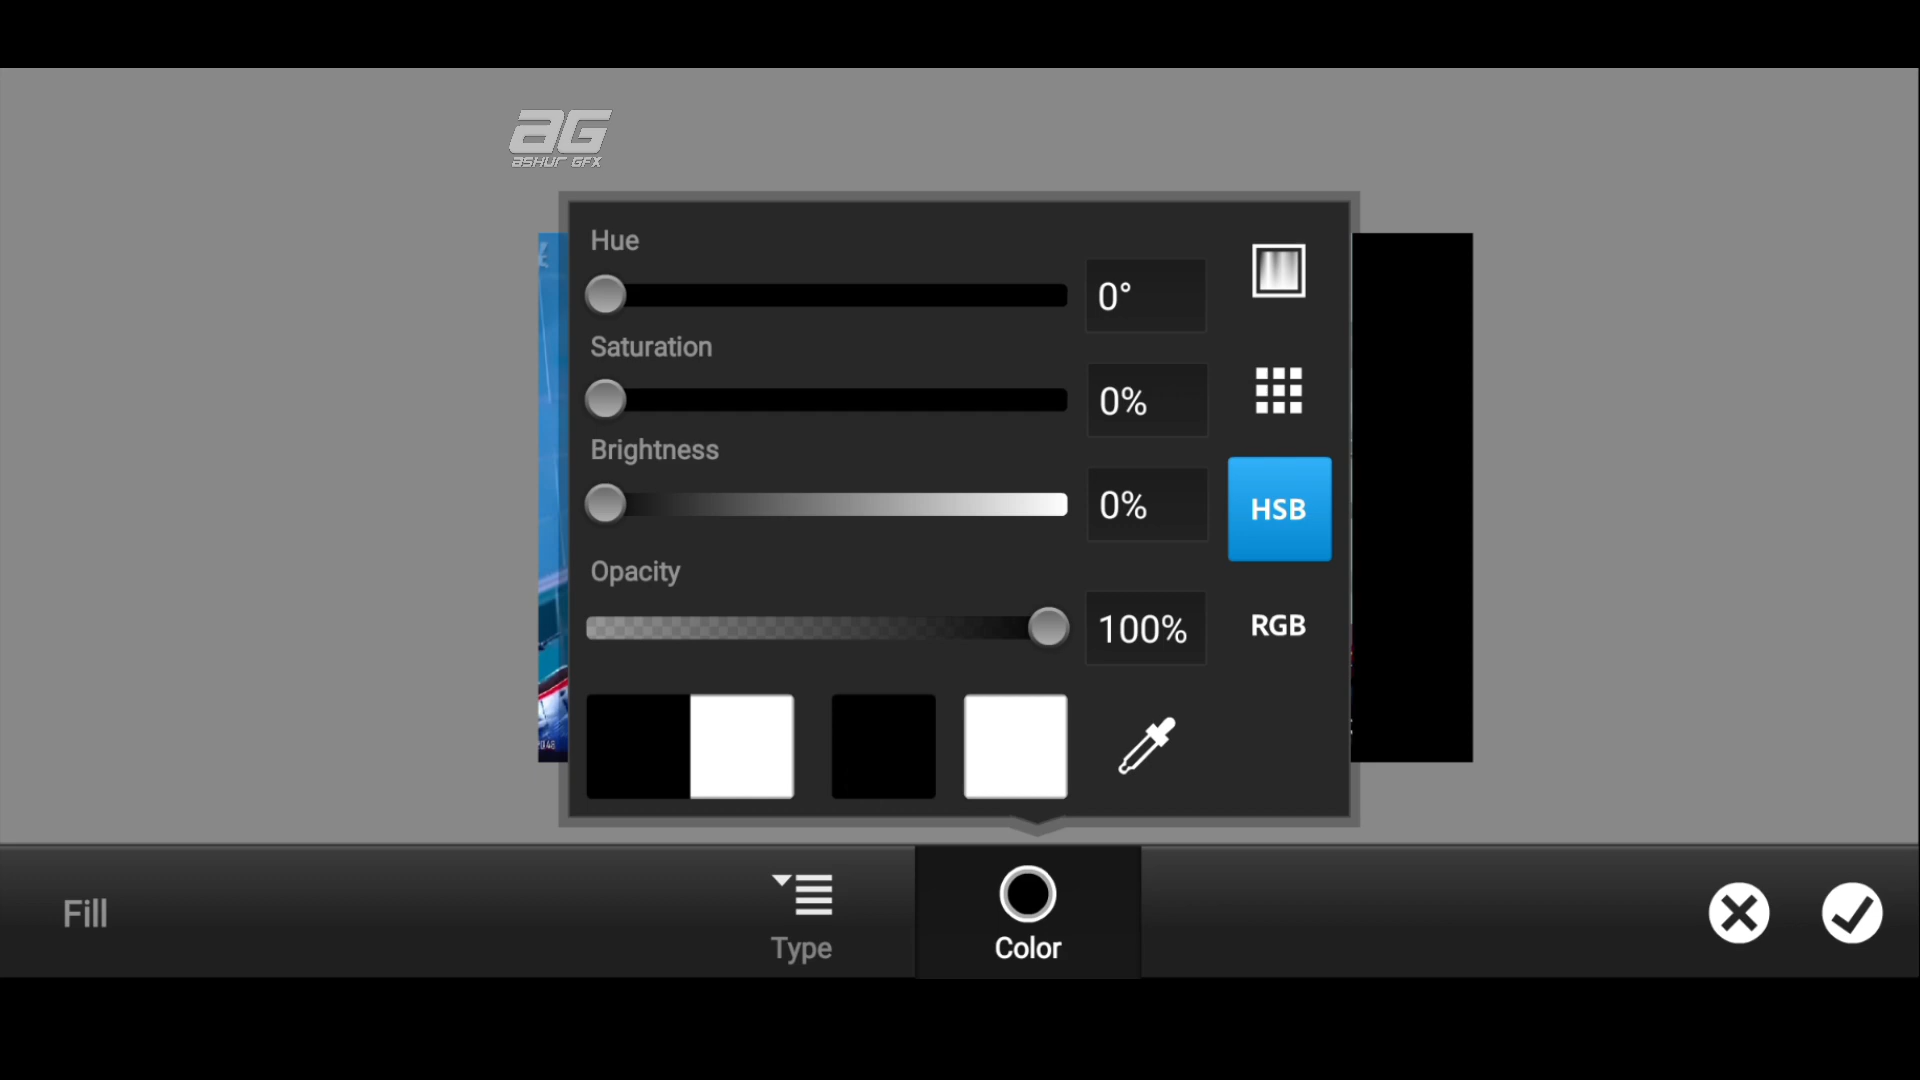 AG
ASHUR GFX
Hue
0°
Saturation
0%
Brightness
0%
HSB
Opacity
100%
RGB
Fill
Type
Color